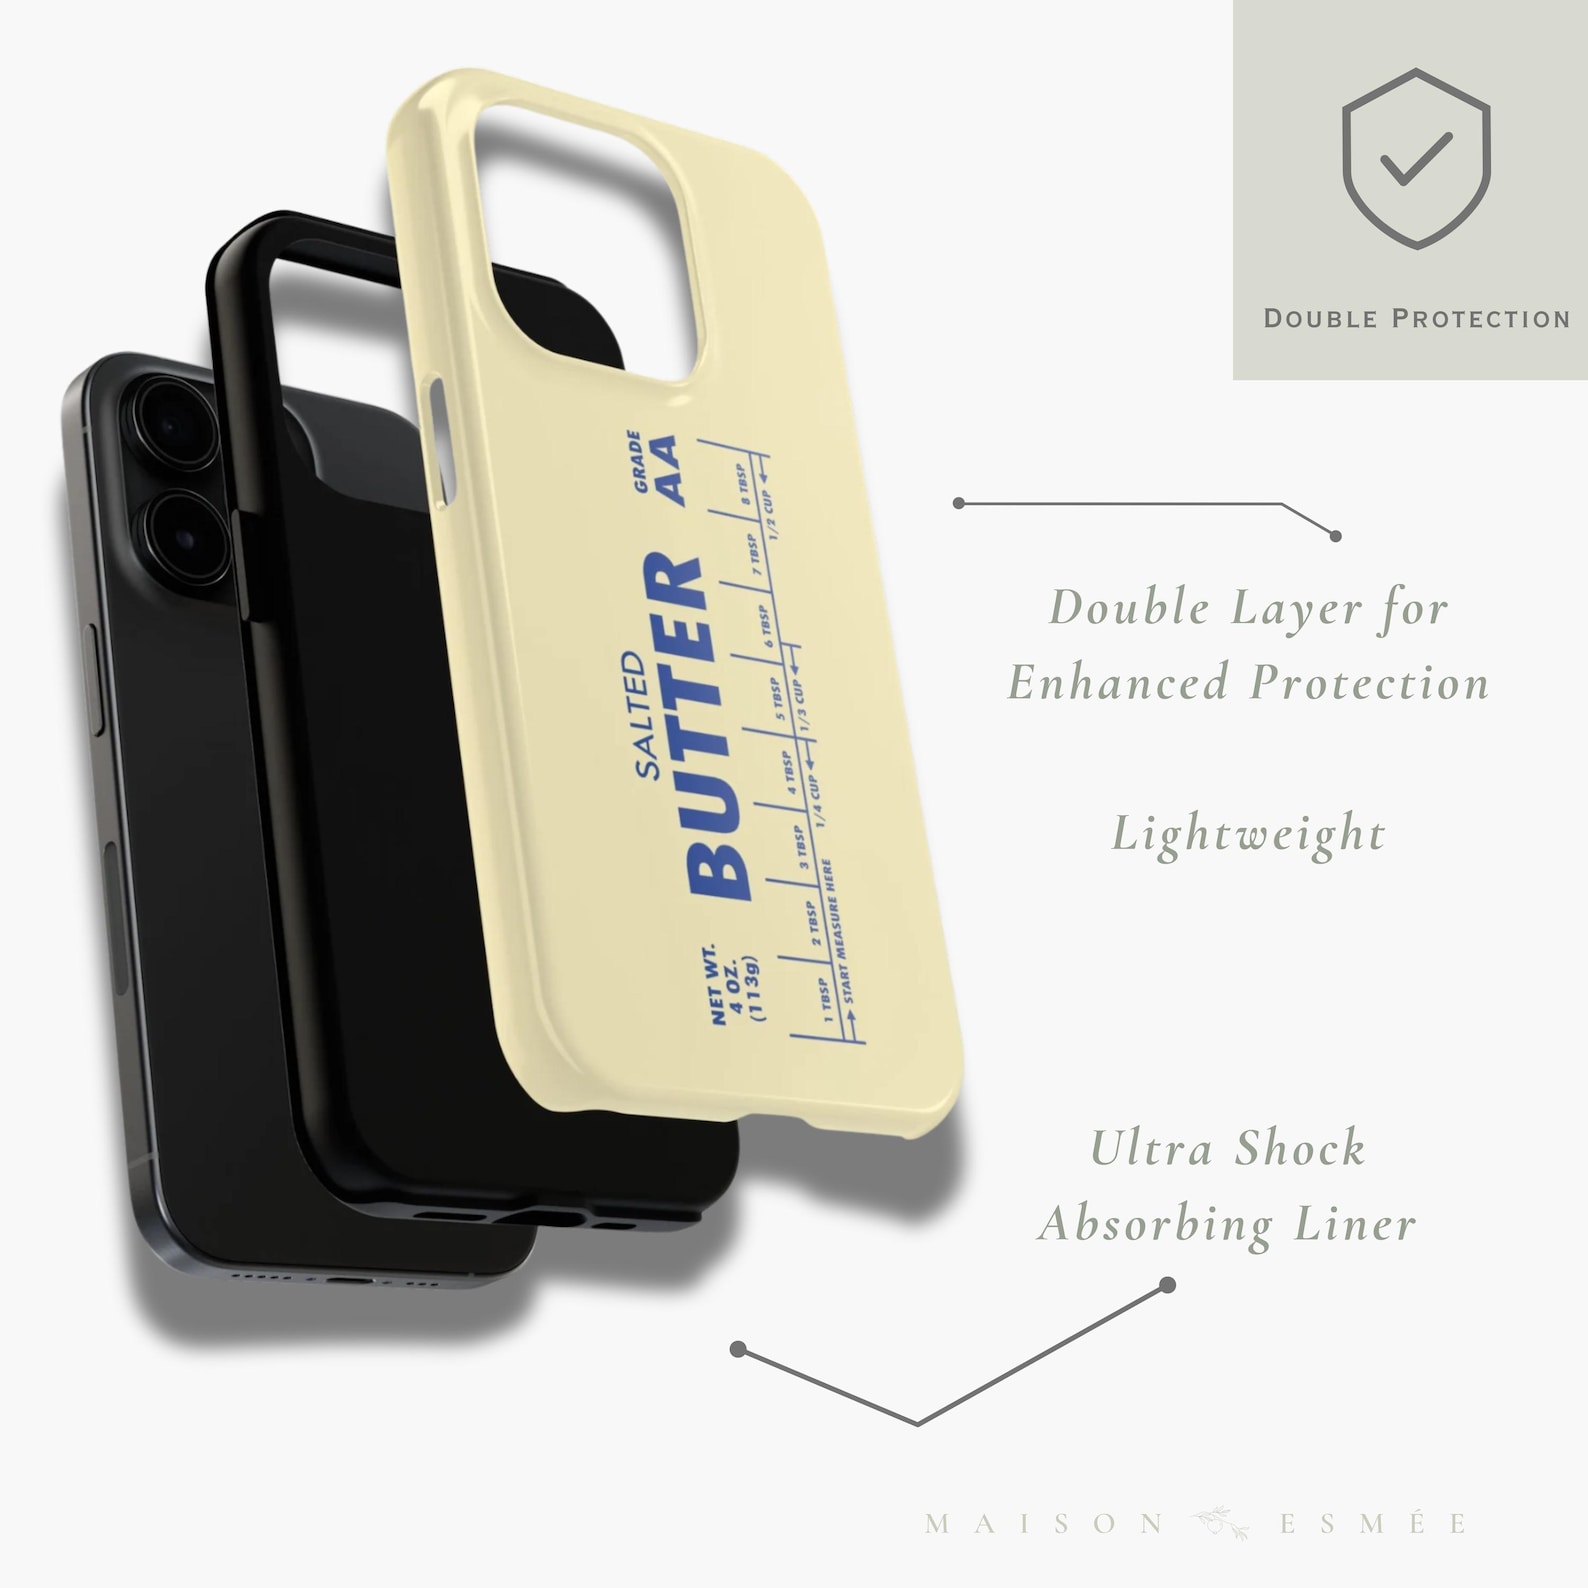 DOUBLE PROTECTION
GRADE
AA
SALTED
BUTTER
NET WT.
4 OZ.
(113g)
1 TBSP
2 TBSP
3 TBSP
4 TBSP
5 TBSP
6 TBSP
7 TBSP
8 TBSP
START MEASURE HERE
1/4 CUP
1/3 CUP
1/2 CUP
Double Layer for
Enhanced Protection
Lightweight
Ultra Shock
Absorbing Liner
MAISON ESMÉE